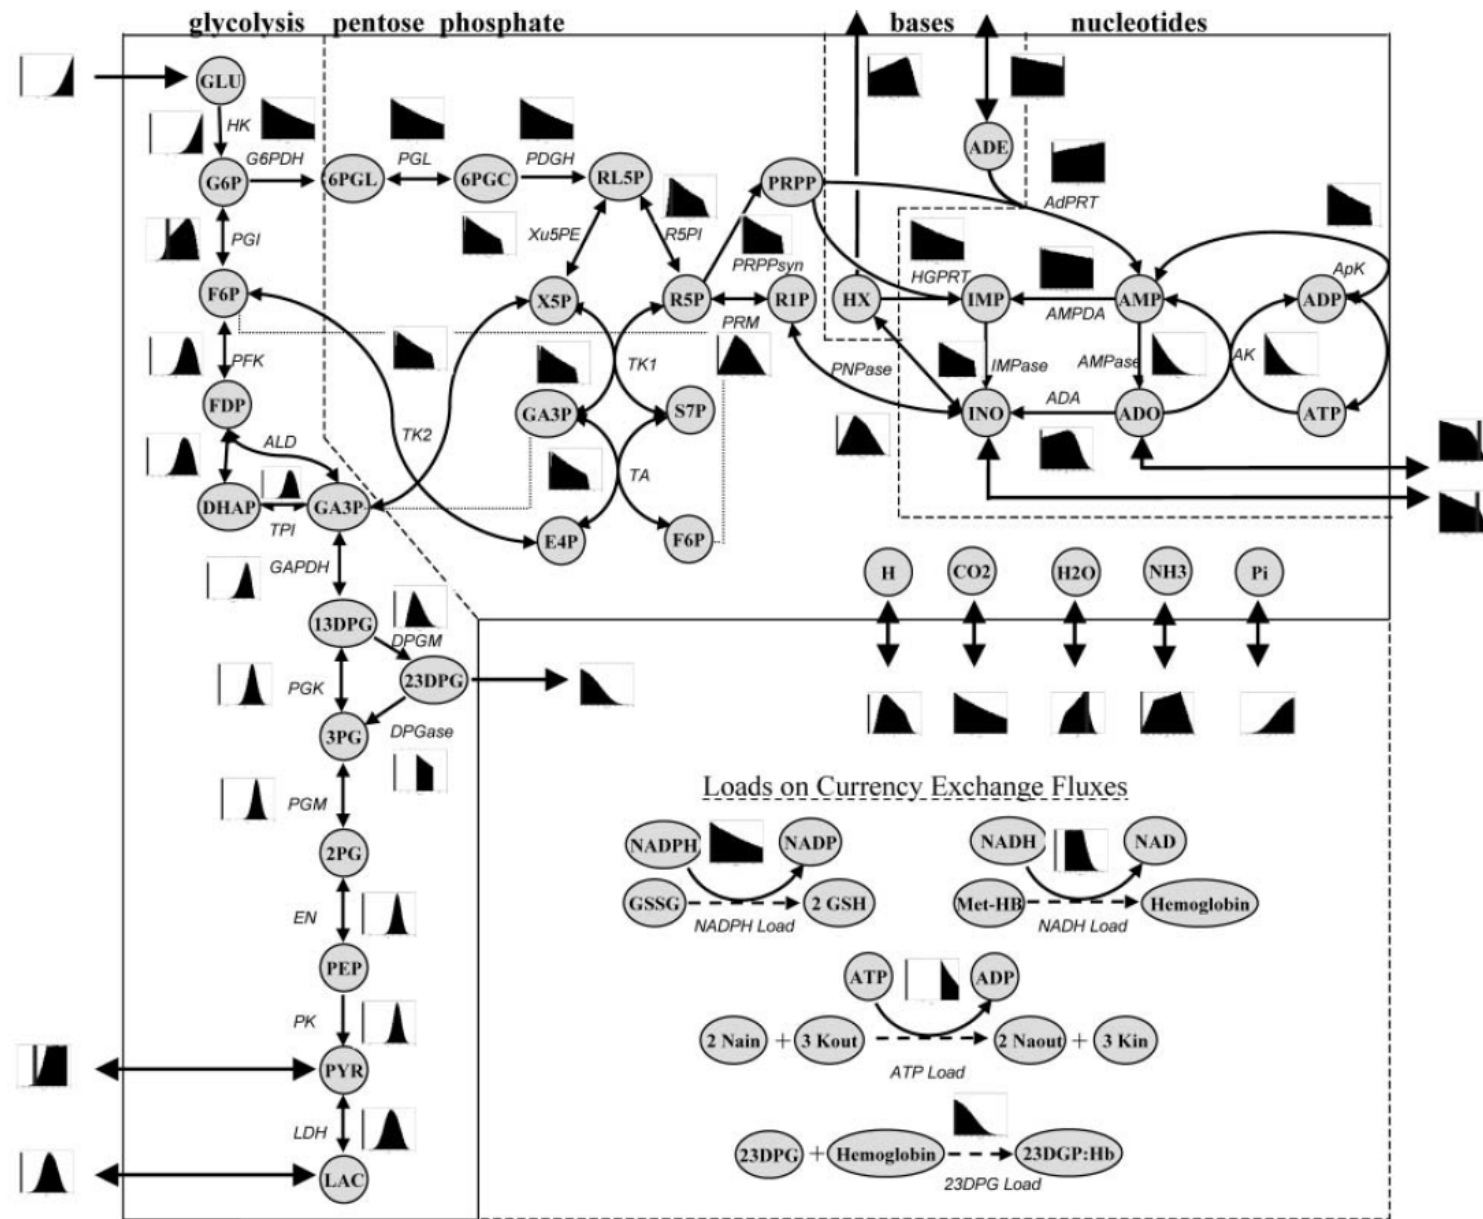 glycolysis pentose phosphate bases nucleotides
GLU
HK
G6PDH
PGL
PDGH
ADE
G6P
6PGL
6PGC
RL5P
PRPP
AdPRT
PGI
Xu5PE
R5PI
PRPPsyn
HGPRT
ApK
F6P
X5P
R5P
R1P
HX
IMP
AMP
ADP
PRM
AMPDA
PFK
TK1
PNPase
IMPase
AMPase
AK
FDP
GA3P
S7P
INO
ADA
ADO
ATP
ALD
TK2
TA
DHAP
GA3P
TPI
E4P
F6P
GAPDH
H
CO2
H2O
NH3
Pi
13DPG
DPGM
23DPG
PGK
3PG
DPGase
PGM
Loads on Currency Exchange Fluxes
2PG
NADPH
NADP
NADH
NAD
EN
GSSG
2 GSH
Met-HB
Hemoglobin
NADPH Load
NADH Load
PEP
ATP
ADP
PK
2 Nain + 3 Kout
2 Naout + 3 Kin
PYR
ATP Load
LDH
23DPG + Hemoglobin
23DGP:Hb
LAC
23DPG Load